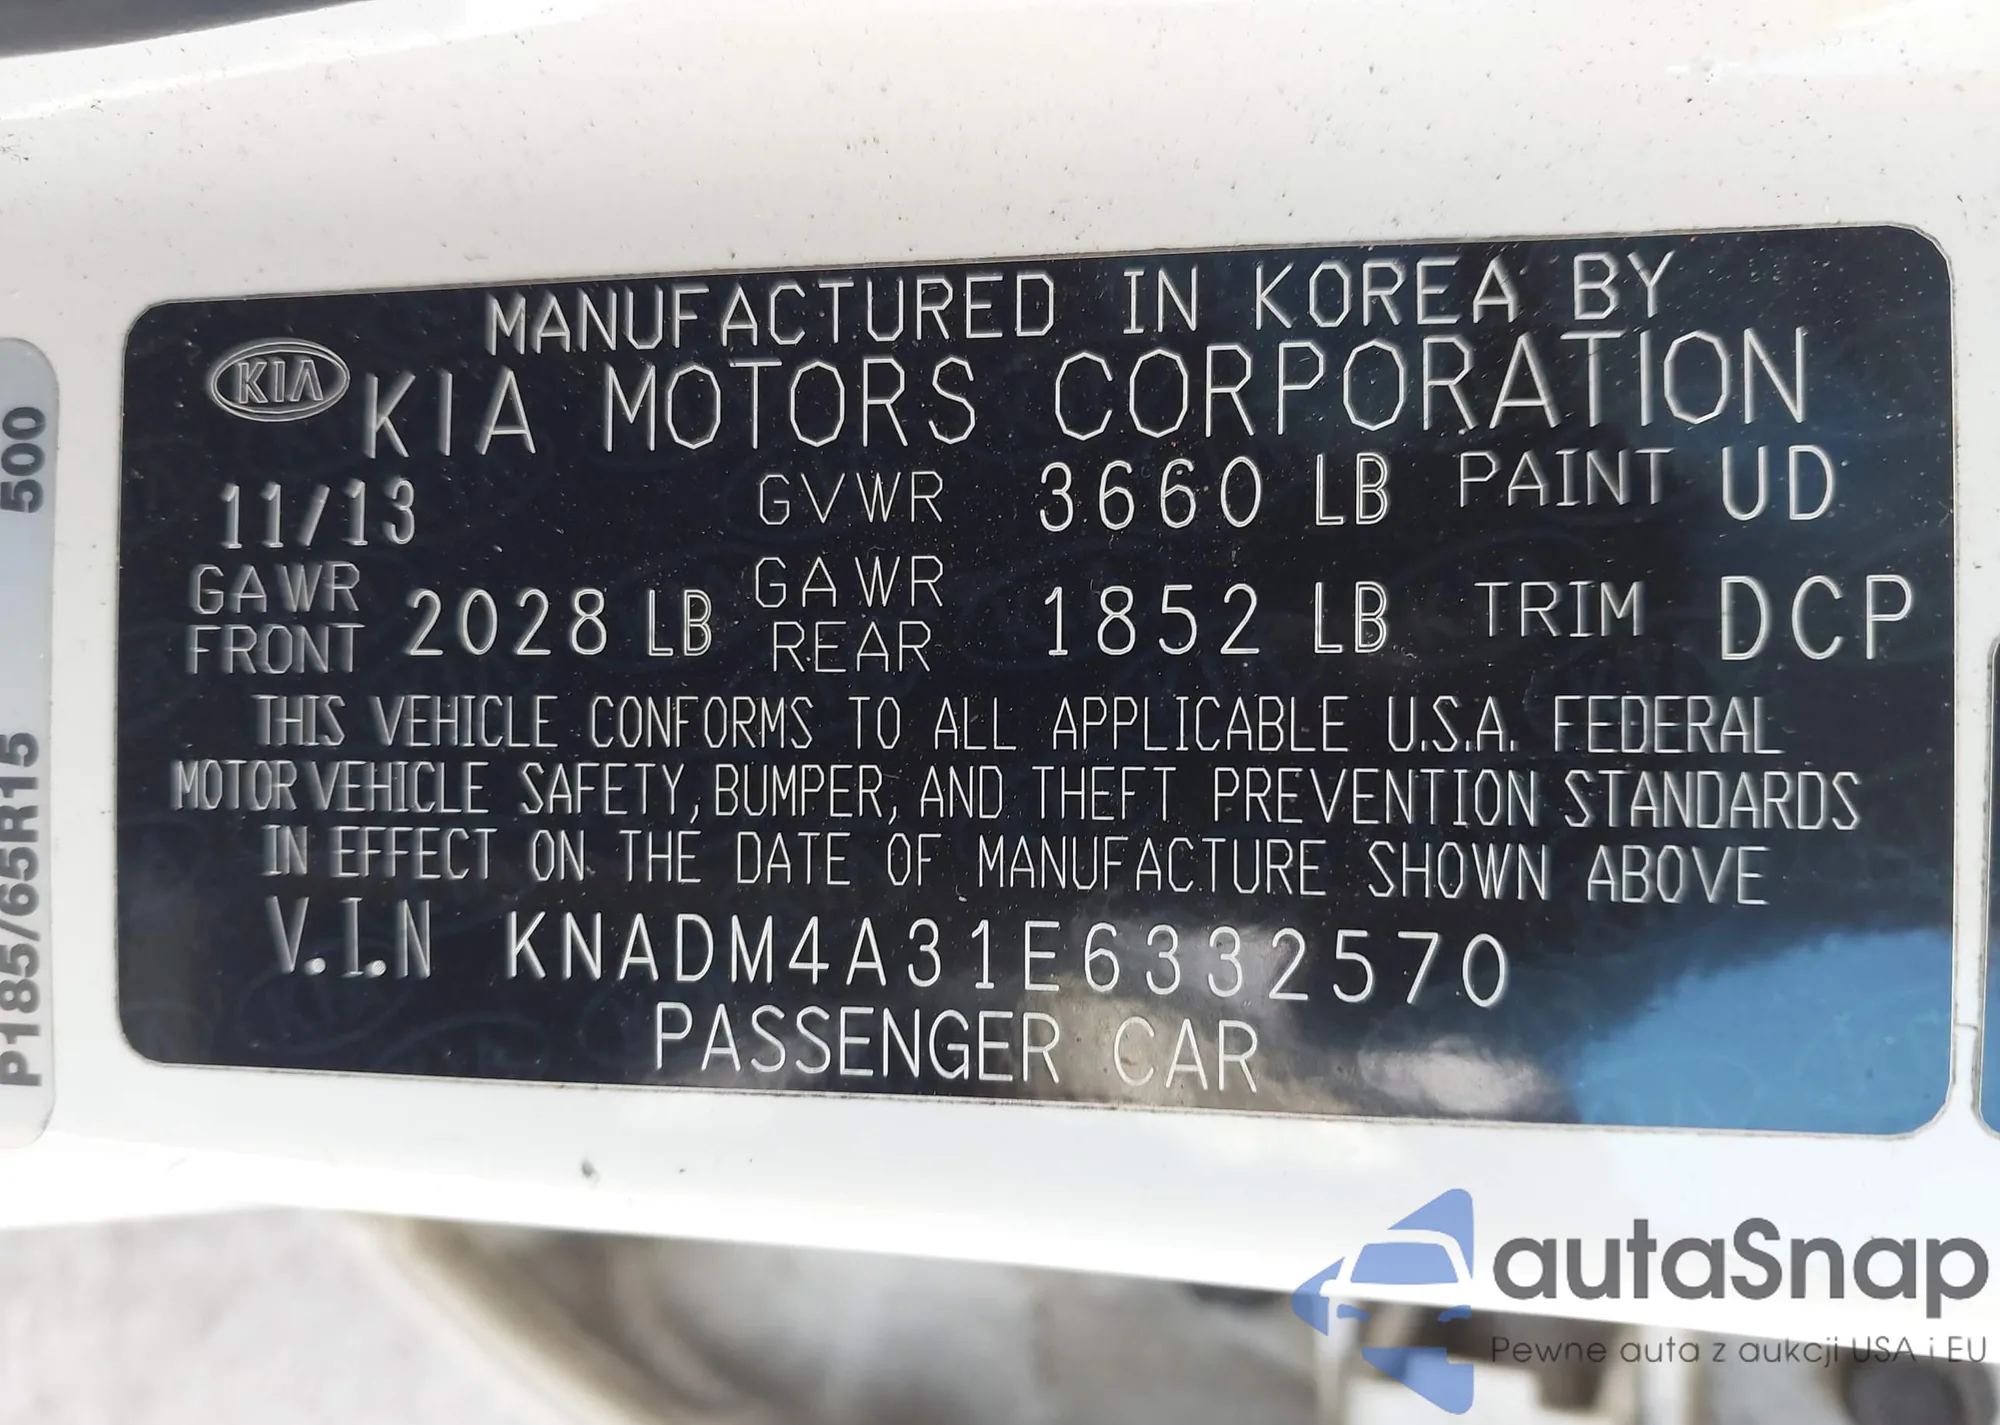 MANUFACTURED IN KOREA BY
KIA KIA MOTORS CORPORATION
11/13 GVWR 3660 LB PAINT UD
GAWR FRONT 2028 LB GAWR REAR 1852 LB TRIM DCP
THIS VEHICLE CONFORMS TO ALL APPLICABLE U.S.A. FEDERAL
MOTOR VEHICLE SAFETY, BUMPER, AND THEFT PREVENTION STANDARDS
IN EFFECT ON THE DATE OF MANUFACTURE SHOWN ABOVE
V.I.N KNADM4A31E6332570
PASSENGER CAR
P185/65R15 500
autaSnap
Pewne auta z aukcji USA i EU